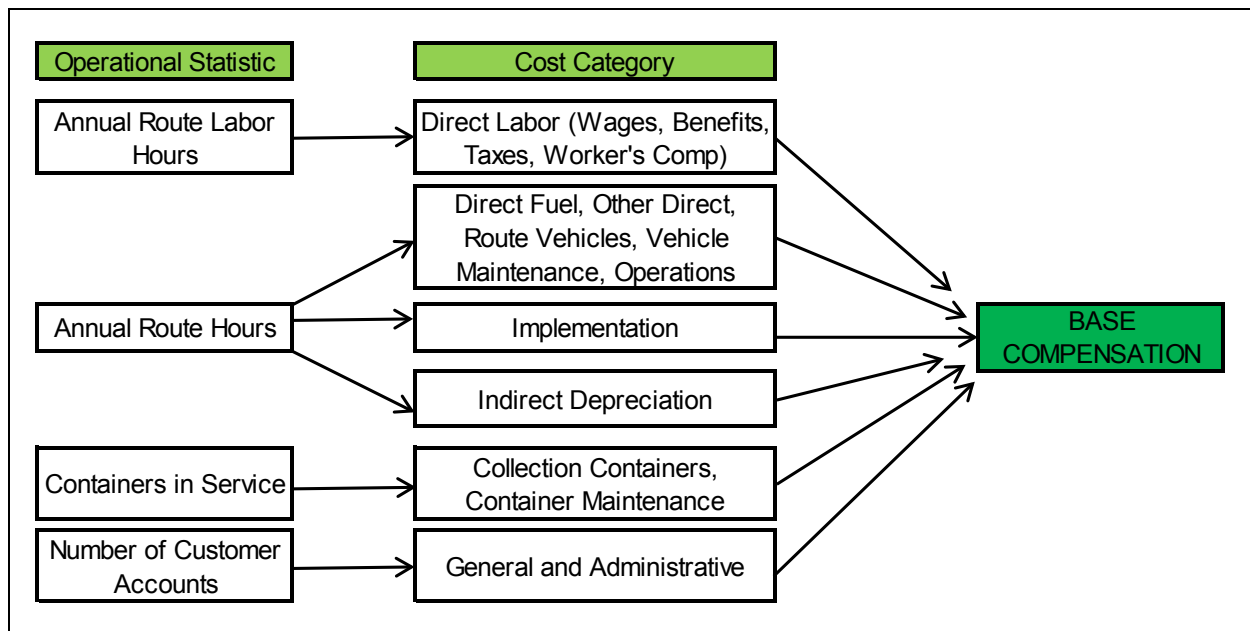 Operational Statistic
Cost Category
Annual Route Labor
Hours
Direct Labor (Wages, Benefits,
Taxes, Worker's Comp)
Direct Fuel, Other Direct,
Route Vehicles, Vehicle
Maintenance, Operations
Annual Route Hours
Implementation
BASE
COMPENSATION
Indirect Depreciation
Containers in Service
Collection Containers,
Container Maintenance
Number of Customer
Accounts
General and Administrative